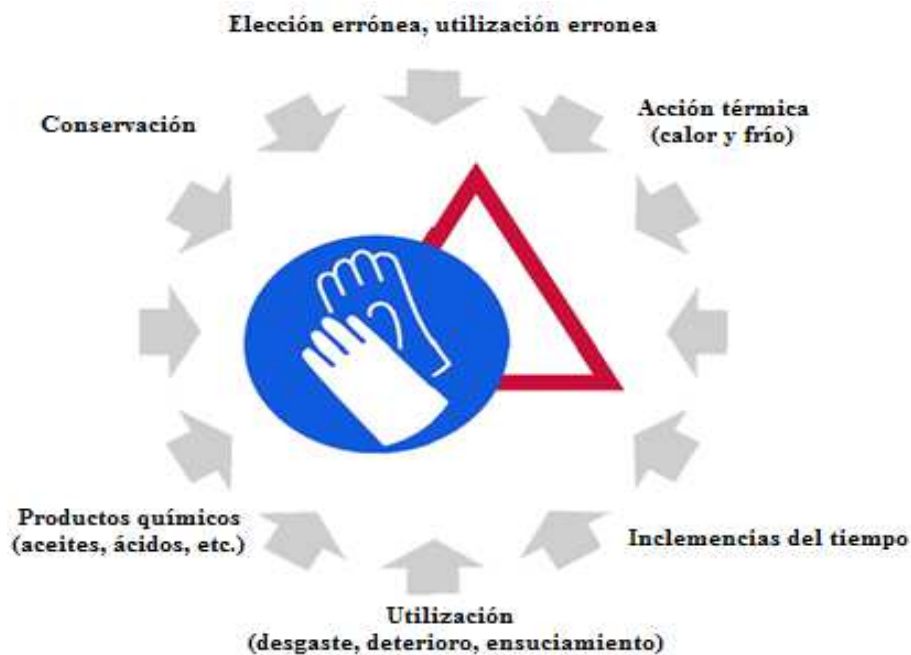 Elección errónea, utilización erronea
Conservación
Acción térmica
(calor y frío)
Productos químicos
(aceites, ácidos, etc.)
Inclemencias del tiempo
Utilización
(desgaste, deterioro, ensuciamiento)